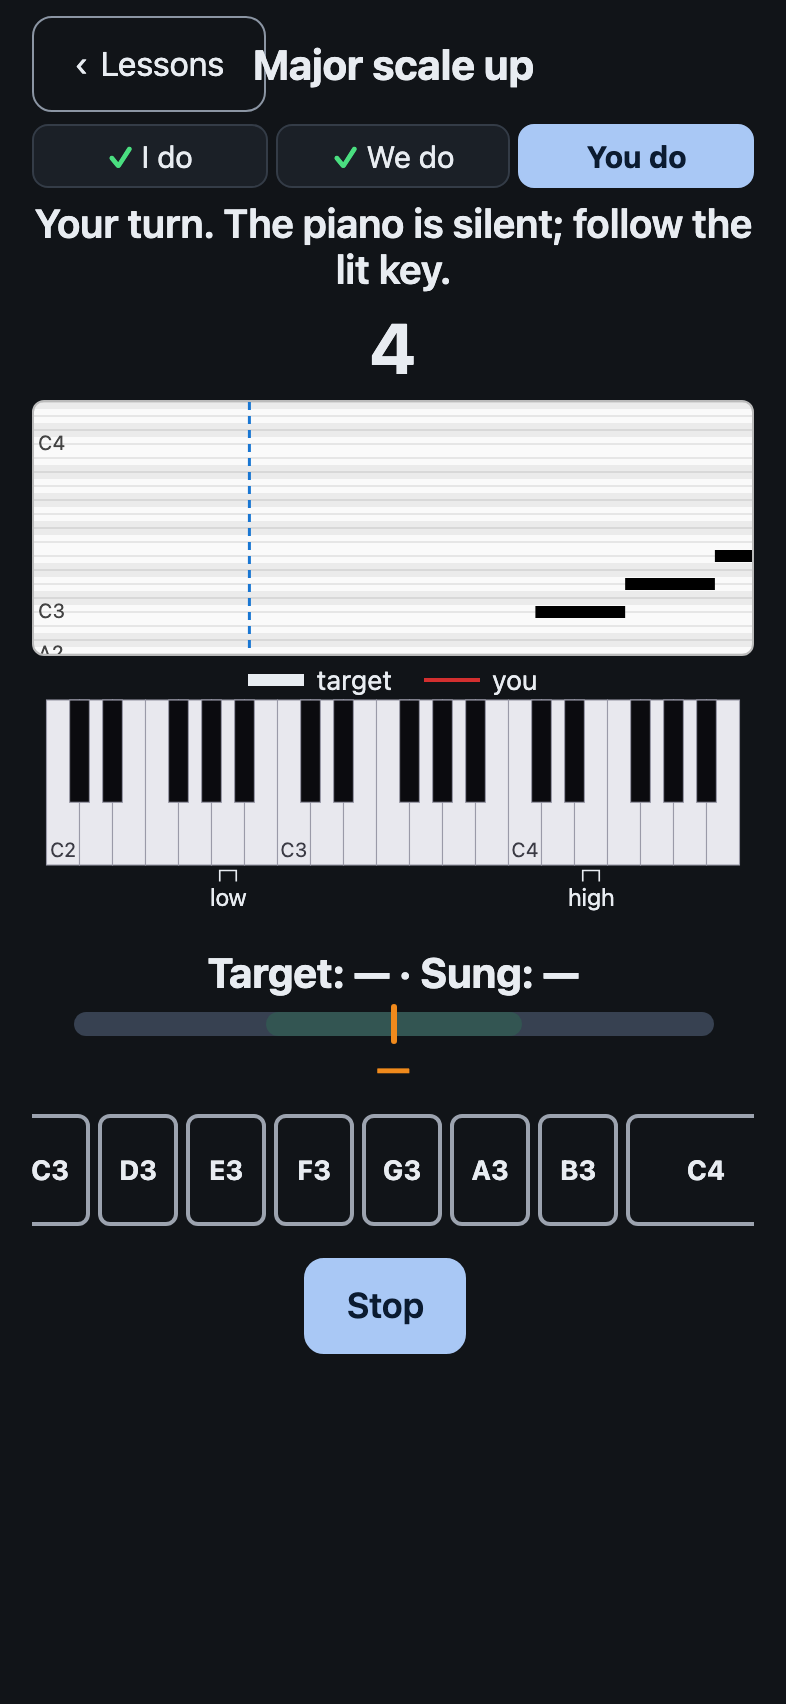 ‹ Lessons
Major scale up
I do
We do
You do
Your turn. The piano is silent; follow the
lit key.
4
C4
C3
A2
target
you
C2
C3
C4
low
high
Target: — · Sung: —
—
C3
D3
E3
F3
G3
A3
B3
C4
Stop